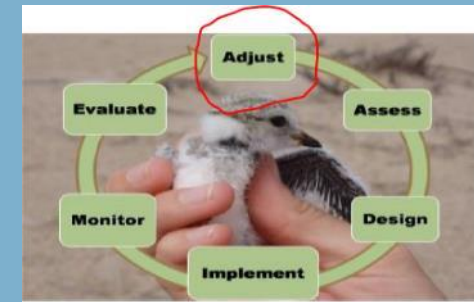 Adjust
Evaluate
Assess
Monitor
Design
Implement